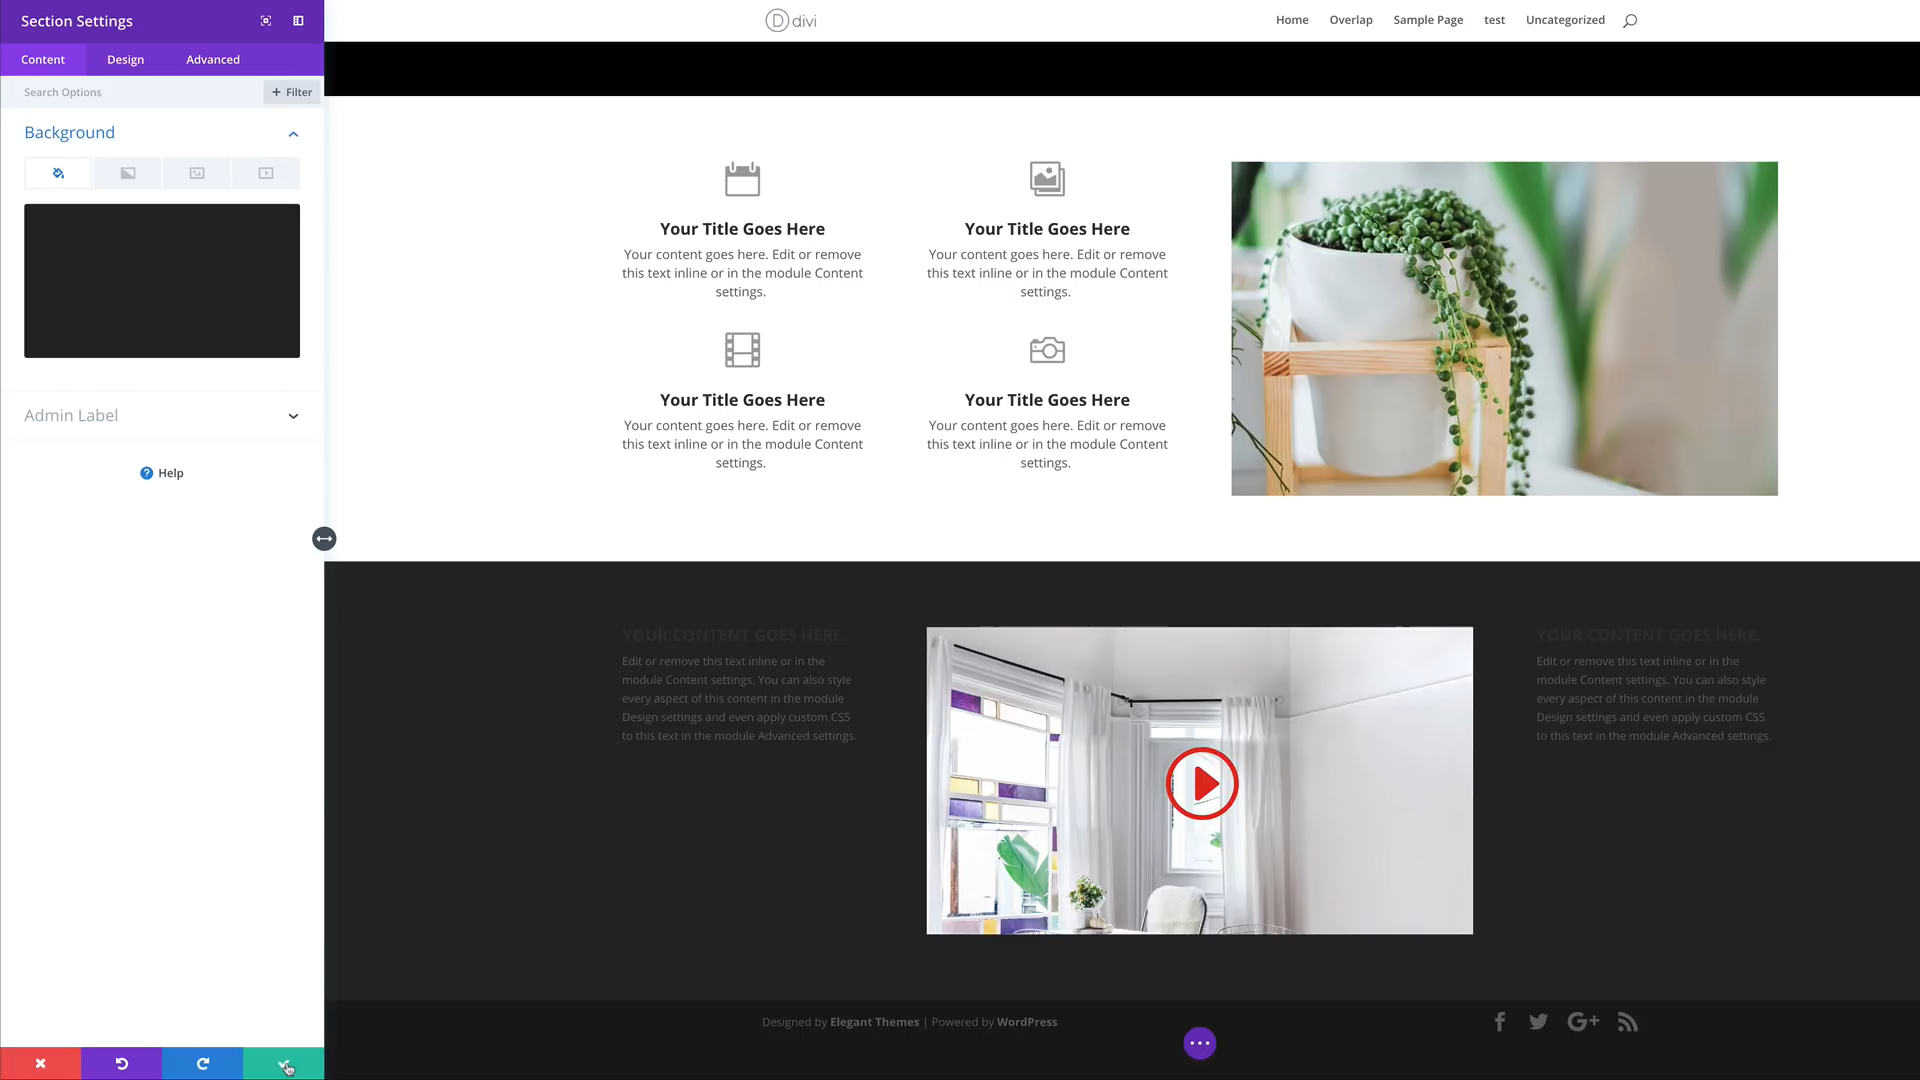 Section Settings
Content Design Advanced
Search Options
+ Filter
Background
Admin Label
? Help
D divi
Home Overlap Sample Page test Uncategorized
Your Title Goes Here
Your content goes here. Edit or remove
this text inline or in the module Content
settings.
Your Title Goes Here
Your content goes here. Edit or remove
this text inline or in the module Content
settings.
Your Title Goes Here
Your content goes here. Edit or remove
this text inline or in the module Content
settings.
Your Title Goes Here
Your content goes here. Edit or remove
this text inline or in the module Content
settings.
YOUR CONTENT GOES HERE.
Edit or remove this text inline or in the
module Content settings. You can also style
every aspect of this content in the module
Design settings and even apply custom CSS
to this text in the module Advanced settings.
YOUR CONTENT GOES HERE.
Edit or remove this text inline or in the
module Content settings. You can also style
every aspect of this content in the module
Design settings and even apply custom CSS
to this text in the module Advanced settings.
Designed by Elegant Themes | Powered by WordPress
G+